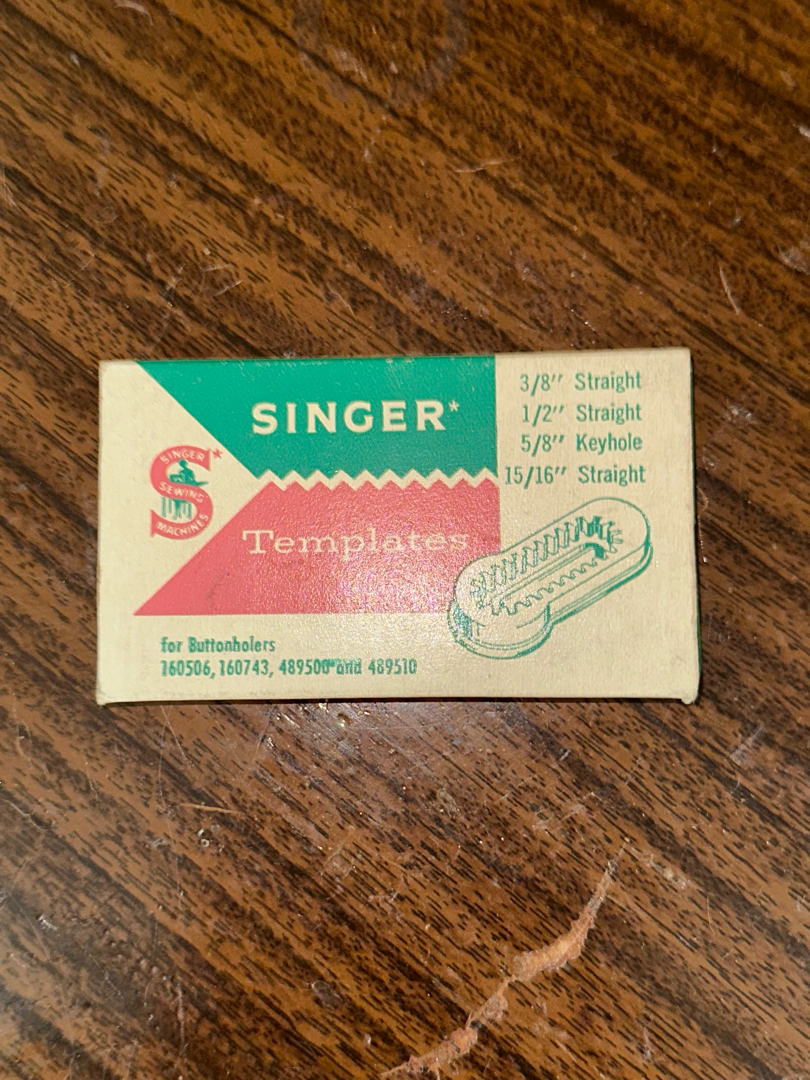 SINGER*
3/8" Straight
1/2" Straight
5/8" Keyhole
15/16" Straight
SINGER*
SEWING
MACHINES
Templates
for Buttonholers
160506, 160743, 489500 and 489510